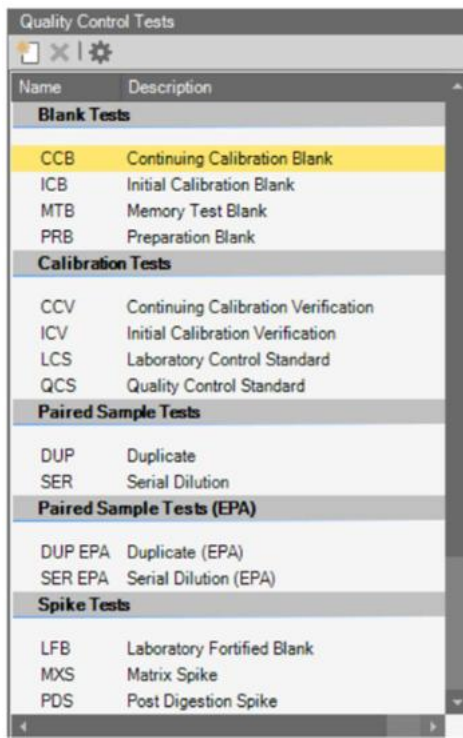 Quality Control Tests
Name Description
Blank Tests
CCB Continuing Calibration Blank
ICB Initial Calibration Blank
MTB Memory Test Blank
PRB Preparation Blank
Calibration Tests
CCV Continuing Calibration Verification
ICV Initial Calibration Verification
LCS Laboratory Control Standard
QCS Quality Control Standard
Paired Sample Tests
DUP Duplicate
SER Serial Dilution
Paired Sample Tests (EPA)
DUP EPA Duplicate (EPA)
SER EPA Serial Dilution (EPA)
Spike Tests
LFB Laboratory Fortified Blank
MXS Matrix Spike
PDS Post Digestion Spike